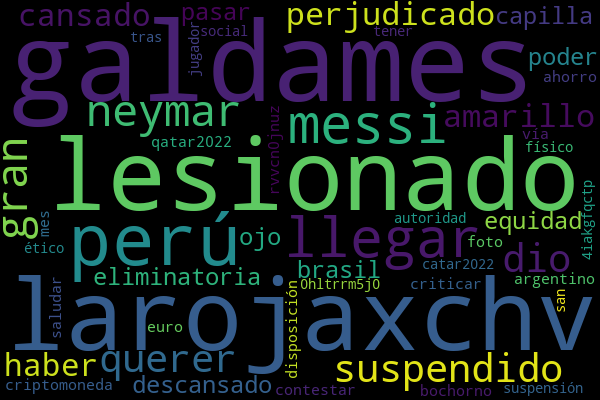 cansado pasar perjudicado capilla
tras jugador social tener
galdames poder
ahorro
neymar messi amarillo
qatar2022 rvvcn0jnuz vía físico
gran lesionado
4iakgfqctp
mes perú ojo llegar autoridad equidad
ético foto dio
eliminatoria brasil catar2022 argentino
saludar larojaxchv 0hltrrm5j0 criticar san
euro disposición
haber querer suspendido
criptomoneda descansado contestar bochorno suspensión